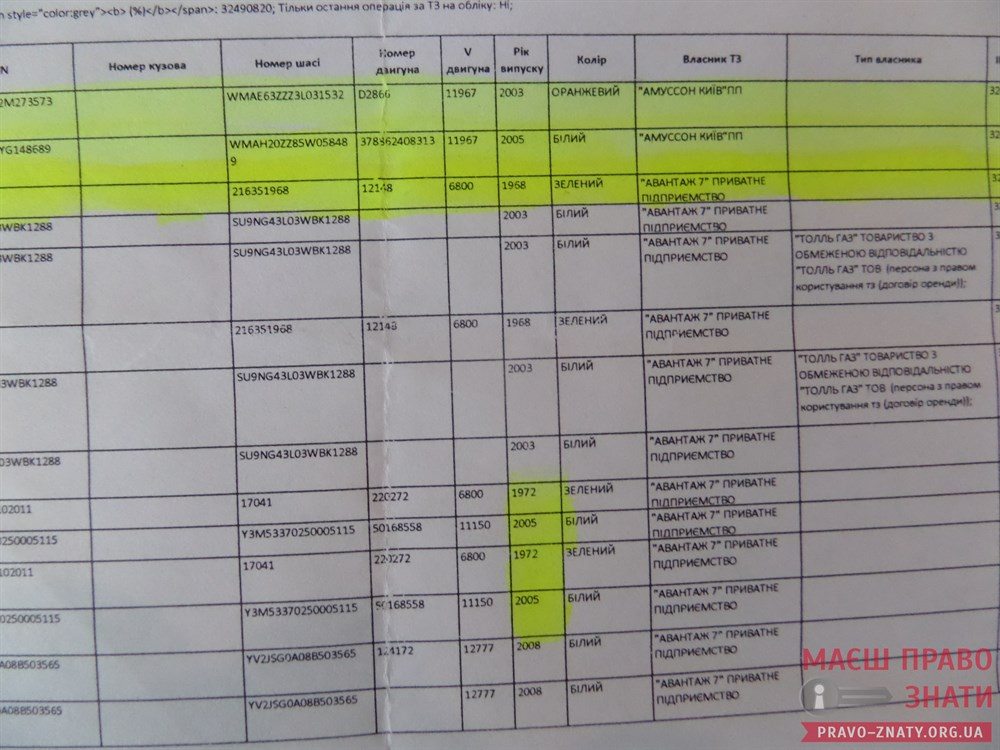 n style="color:grey"><b> (%)</b></span>: 32490820; Тільки остання операція за ТЗ на обліку: Ні;
N Номер кузова Номер шасі Номер двигуна V двигуна Рік випуску Колір Власник ТЗ Тип власника
2M273573 WMAE63ZZZ3L031532 D2866 11967 2003 ОРАНЖЕВИЙ "АМУССОН КИЇВ"ПП 32
YG148689 WMAH20ZZ85W05848 378362408313 11967 2005 БІЛИЙ "АМУССОН КИЇВ"ПП 32
9
216351968 12148 6800 1968 ЗЕЛЕНИЙ "АВАНТАЖ 7" ПРИВАТНЕ 32
ПІДПРИЄМСТВО
3WBK1288 SU9NG43L03WBK1288 2003 БІЛИЙ "АВАНТАЖ 7" ПРИВАТНЕ
ПІДПРИЄМСТВО
3WBK1288 SU9NG43L03WBK1288 2003 БІЛИЙ "АВАНТАЖ 7" ПРИВАТНЕ "ТОЛЛЬ ГАЗ" ТОВАРИСТВО З
ПІДПРИЄМСТВО ОБМЕЖЕНОЮ ВІДПОВІДАЛЬНІСТЮ
"ТОЛЛЬ ГАЗ" ТОВ (персона з правом
користування тз (договір оренди));
216351968 12148 6800 1968 ЗЕЛЕНИЙ "АВАНТАЖ 7" ПРИВАТНЕ
ПІДПРИЄМСТВО
03WBK1288 SU9NG43L03WBK1288 2003 БІЛИЙ "АВАНТАЖ 7" ПРИВАТНЕ "ТОЛЛЬ ГАЗ" ТОВАРИСТВО З
ПІДПРИЄМСТВО ОБМЕЖЕНОЮ ВІДПОВІДАЛЬНІСТЮ
"ТОЛЛЬ ГАЗ" ТОВ (персона з правом
користування тз (договір оренди));
03WBK1288 SU9NG43L03WBK1288 2003 БІЛИЙ "АВАНТАЖ 7" ПРИВАТНЕ
ПІДПРИЄМСТВО
102011 17041 220272 6800 1972 ЗЕЛЕНИЙ "АВАНТАЖ 7" ПРИВАТНЕ
ПІДПРИЄМСТВО
0250005115 Y3M53370250005115 50168558 11150 2005 БІЛИЙ "АВАНТАЖ 7" ПРИВАТНЕ
ПІДПРИЄМСТВО
102011 17041 220272 6800 1972 ЗЕЛЕНИЙ "АВАНТАЖ 7" ПРИВАТНЕ
ПІДПРИЄМСТВО
0250005115 Y3M53370250005115 50168558 11150 2005 БІЛИЙ "АВАНТАЖ 7" ПРИВАТНЕ
ПІДПРИЄМСТВО
A08B503565 YV2JSG0A08B503565 124172 12777 2008 БІЛИЙ "АВАНТАЖ 7" ПРИВАТНЕ
ПІДПРИЄМСТВО
0A08B503565 YV2JSG0A08B503565 12777 2008 БІЛИЙ "АВАНТАЖ 7" ПРИВАТНЕ
ПІДПРИЄМСТВО
МАЄШ ПРАВО
ЗНАТИ
PRAVO-ZNATY.ORG.UA